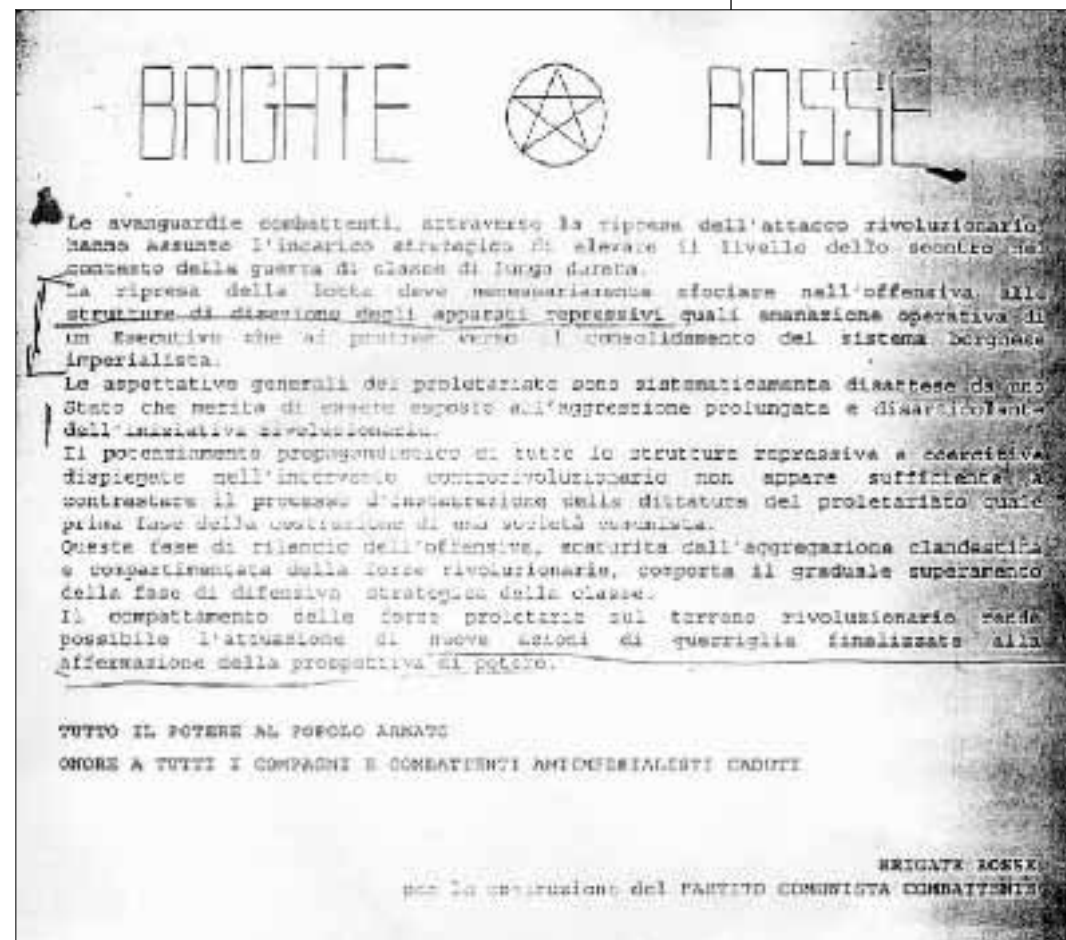 BRIGATE ROSSE
Le avanguardie combattenti, attraverso la ripresa dell'attacco rivoluzionario,
hanno assunto l'incarico strategico di elevare il livello dello scontro nel
contesto della guerra di classe di lunga durata.
La ripresa della lotta deve necessariamente sfociare nell'offensiva alle
strutture di direzione degli apparati repressivi quali emanazione operativa di
un Esecutivo che si protrae verso il consolidamento del sistema borghese
imperialista.
Le aspettative generali del proletariato sono sistematicamente disattese da uno
Stato che merita di essere esposto all'aggressione prolungata e disarticolante
dell'iniziativa rivoluzionaria.
Il potenziamento propagandistico di tutte le strutture repressive e coercitive
dispiegate nell'intervento controrivoluzionario non appare sufficiente a
contrastare il processo d'instaurazione della dittatura del proletariato quale
prima fase della costruzione di una società comunista.
Questa fase di rilancio dell'offensiva, scaturita dall'aggregazione clandestina
e compartimentata delle forze rivoluzionarie, comporta il graduale superamento
della fase di difensiva strategica della classe.
Il compattamento delle forze proletarie sul terreno rivoluzionario rende
possibile l'attuazione di nuove azioni di guerriglia finalizzate alla
affermazione della prospettiva di potere.
TUTTO IL POTERE AL POPOLO ARMATO
ONORE A TUTTI I COMPAGNI E COMBATTENTI ANTIMPERIALISTI CADUTI
BRIGATE ROSSE
per la costruzione del PARTITO COMUNISTA COMBATTENTE